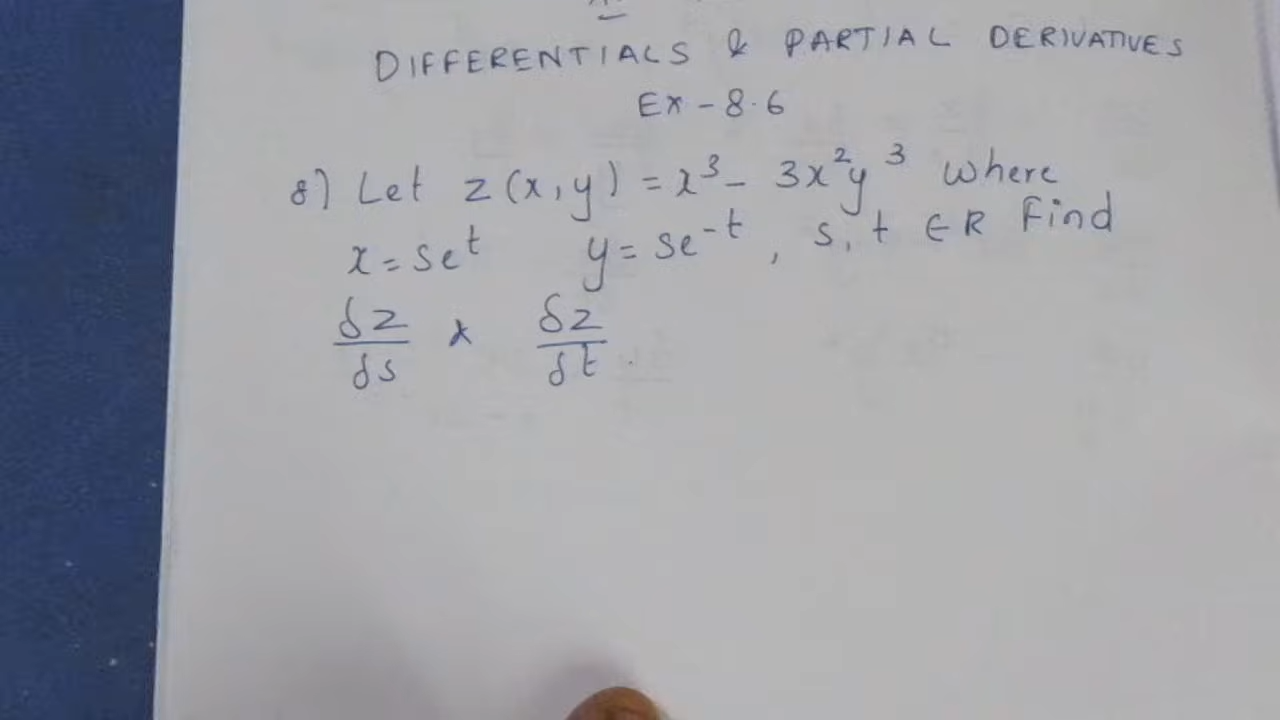 DIFFERENTIALS & PARTIAL DERIVATIVES
Ex - 8.6
8) Let z(x,y) = x³ - 3x²y³ where
x = se^t y = se^-t , s, t ∈ R Find
δz/δs & δz/δt .